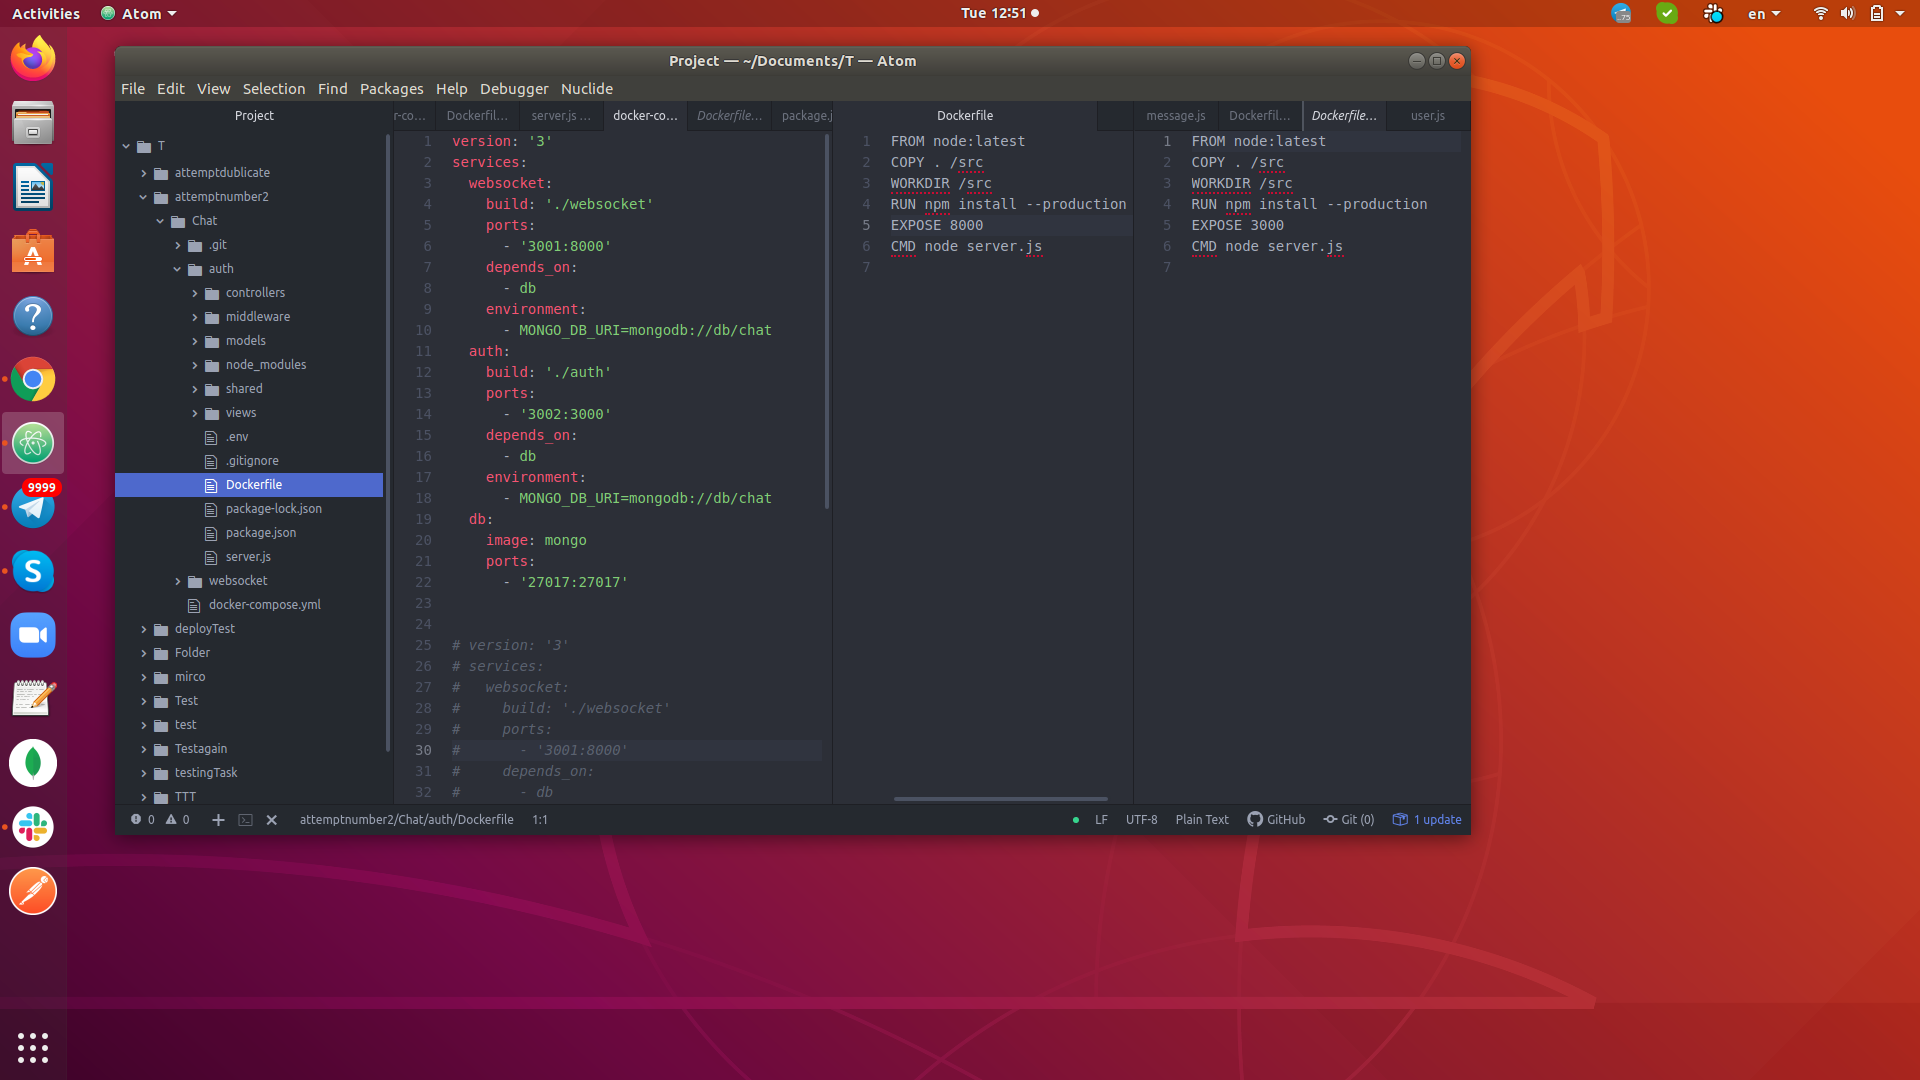 Activities
Atom
Tue 12:51
.75
en
Project — ~/Documents/T — Atom
File Edit View Selection Find Packages Help Debugger Nuclide
Project
T
attemptdublicate
attemptnumber2
Chat
.git
auth
controllers
middleware
models
node_modules
shared
views
.env
.gitignore
Dockerfile
package-lock.json
package.json
server.js
websocket
docker-compose.yml
deployTest
Folder
mirco
Test
test
Testagain
testingTask
TTT
r-co...
Dockerfil...
server.js ...
docker-co...
Dockerfile...
package.j
1 version: '3'
2 services:
3 websocket:
4 build: './websocket'
5 ports:
6 - '3001:8000'
7 depends_on:
8 - db
9 environment:
10 - MONGO_DB_URI=mongodb://db/chat
11 auth:
12 build: './auth'
13 ports:
14 - '3002:3000'
15 depends_on:
16 - db
17 environment:
18 - MONGO_DB_URI=mongodb://db/chat
19 db:
20 image: mongo
21 ports:
22 - '27017:27017'
23
24
25 # version: '3'
26 # services:
27 # websocket:
28 # build: './websocket'
29 # ports:
30 # - '3001:8000'
31 # depends_on:
32 # - db
Dockerfile
1 FROM node:latest
2 COPY . /src
3 WORKDIR /src
4 RUN npm install --production
5 EXPOSE 8000
6 CMD node server.js
7
message.js
Dockerfil...
Dockerfile...
user.js
1 FROM node:latest
2 COPY . /src
3 WORKDIR /src
4 RUN npm install --production
5 EXPOSE 3000
6 CMD node server.js
7
0 0
attemptnumber2/Chat/auth/Dockerfile 1:1
LF UTF-8 Plain Text GitHub Git (0) 1 update
9999
S